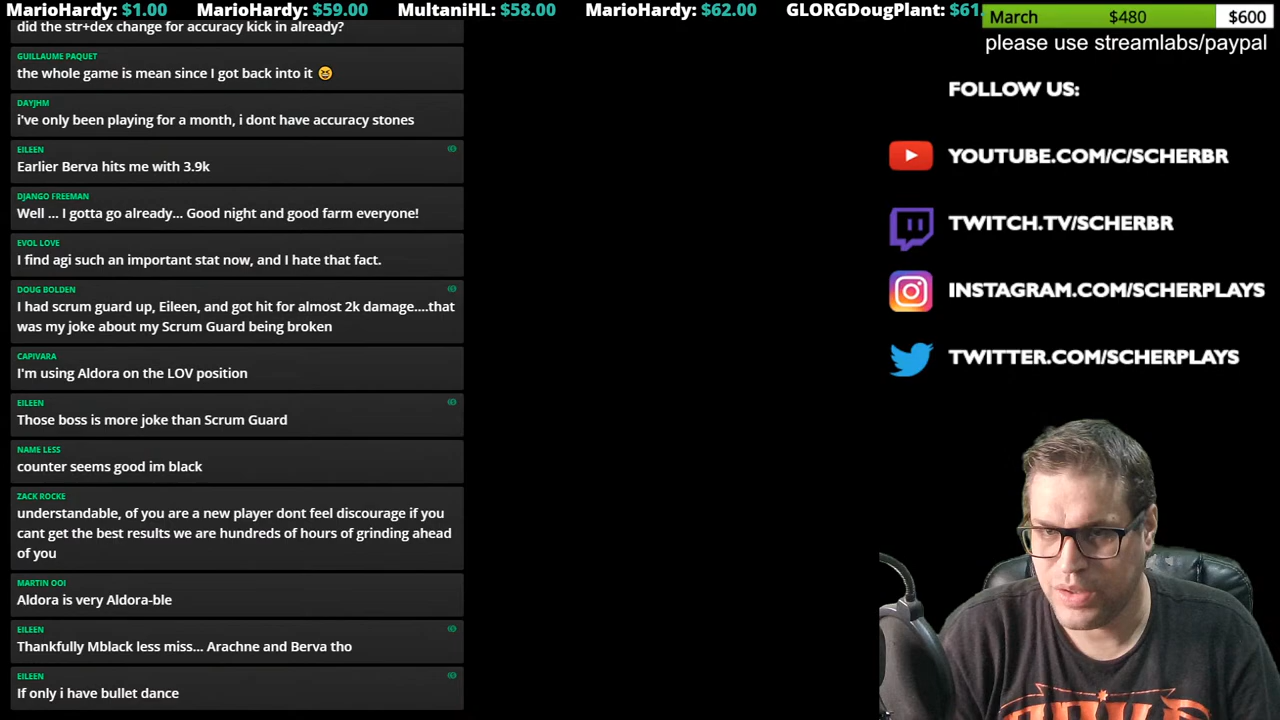 MarioHardy: $1.00 MarioHardy: $59.00 MultaniHL: $58.00 MarioHardy: $62.00 GLORGDougPlant: $61.
March $480 $600
please use streamlabs/paypal
did the str+dex change for accuracy kick in already?
GUILLAUME PAQUET
the whole game is mean since I got back into it
DAYJHM
i've only been playing for a month, i dont have accuracy stones
EILEEN
Earlier Berva hits me with 3.9k
DJANGO FREEMAN
Well ... I gotta go already... Good night and good farm everyone!
EVOL LOVE
I find agi such an important stat now, and I hate that fact.
DOUG BOLDEN
I had scrum guard up, Eileen, and got hit for almost 2k damage....that
was my joke about my Scrum Guard being broken
CAPIVARA
I'm using Aldora on the LOV position
EILEEN
Those boss is more joke than Scrum Guard
NAME LESS
counter seems good im black
ZACK ROCKE
understandable, of you are a new player dont feel discourage if you
cant get the best results we are hundreds of hours of grinding ahead
of you
MARTIN OOI
Aldora is very Aldora-ble
EILEEN
Thankfully Mblack less miss... Arachne and Berva tho
EILEEN
If only i have bullet dance
FOLLOW US:
YOUTUBE.COM/C/SCHERBR
TWITCH.TV/SCHERBR
INSTAGRAM.COM/SCHERPLAYS
TWITTER.COM/SCHERPLAYS